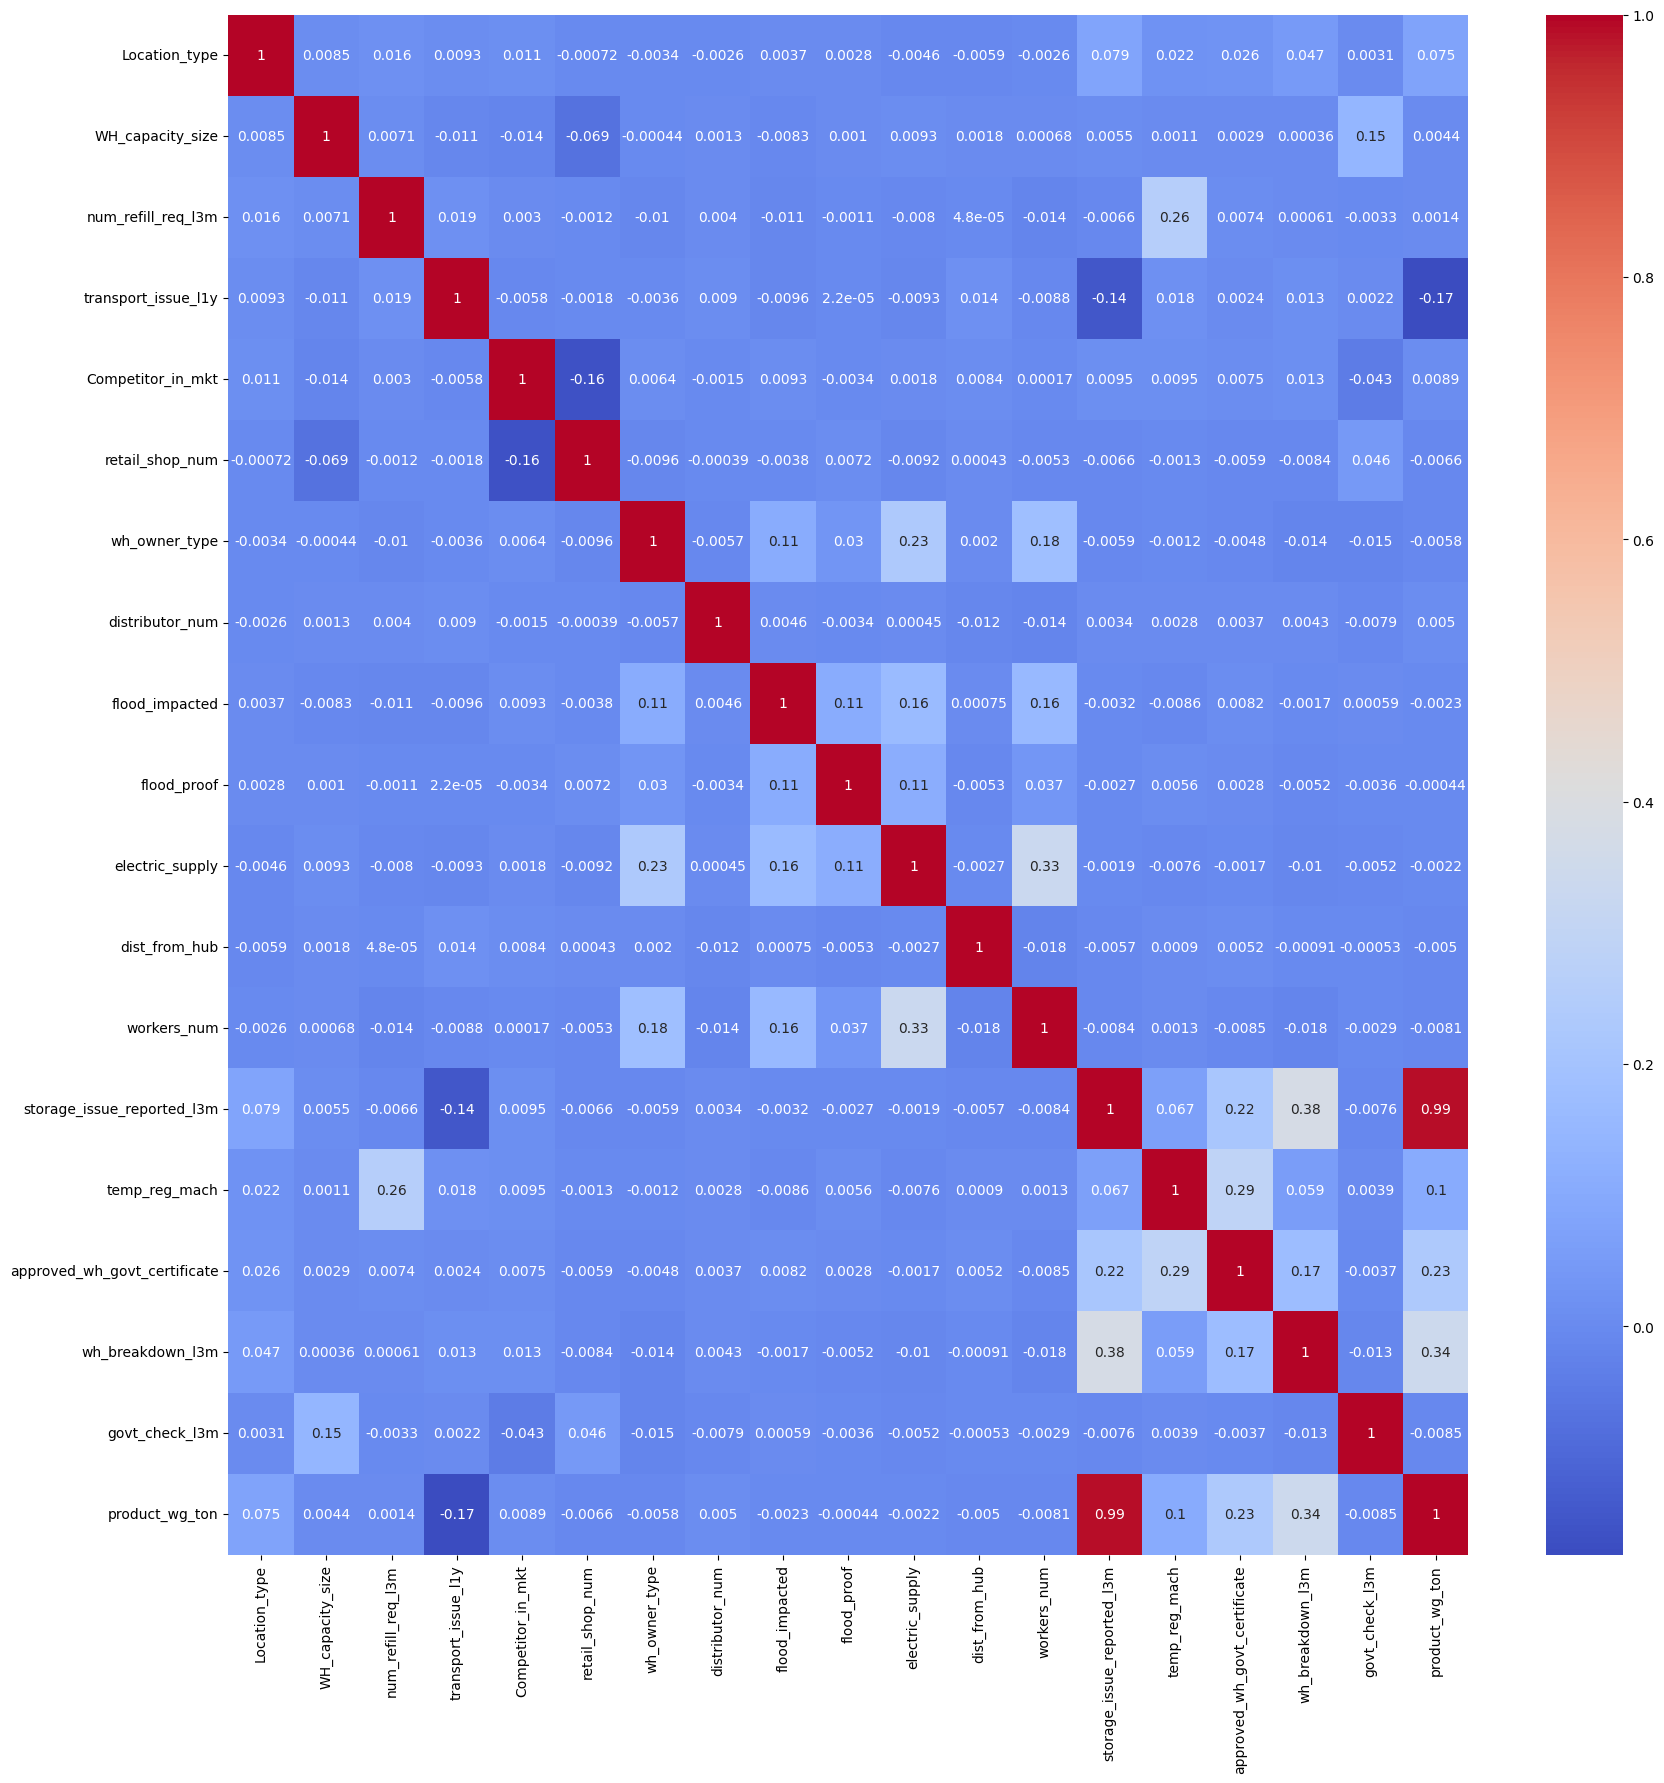 Location_type 1 0.0085 0.016 0.0093 0.011 -0.00072 -0.0034 -0.0026 0.0037 0.0028 -0.0046 -0.0059 -0.0026 0.079 0.022 0.026 0.047 0.0031 0.075
WH_capacity_size 0.0085 1 0.0071 -0.011 -0.014 -0.069 -0.00044 0.0013 -0.0083 0.001 0.0093 0.0018 0.00068 0.0055 0.0011 0.0029 0.00036 0.15 0.0044
num_refill_req_l3m 0.016 0.0071 1 0.019 0.003 -0.0012 -0.01 0.004 -0.011 -0.0011 -0.008 4.8e-05 -0.014 -0.0066 0.26 0.0074 0.00061 -0.0033 0.0014
transport_issue_l1y 0.0093 -0.011 0.019 1 -0.0058 -0.0018 -0.0036 0.009 -0.0096 2.2e-05 -0.0093 0.014 -0.0088 -0.14 0.018 0.0024 0.013 0.0022 -0.17
Competitor_in_mkt 0.011 -0.014 0.003 -0.0058 1 -0.16 0.0064 -0.0015 0.0093 -0.0034 0.0018 0.0084 0.00017 0.0095 0.0095 0.0075 0.013 -0.043 0.0089
retail_shop_num -0.00072 -0.069 -0.0012 -0.0018 -0.16 1 -0.0096 -0.00039 -0.0038 0.0072 -0.0092 0.00043 -0.0053 -0.0066 -0.0013 -0.0059 -0.0084 0.046 -0.0066
wh_owner_type -0.0034 -0.00044 -0.01 -0.0036 0.0064 -0.0096 1 -0.0057 0.11 0.03 0.23 0.002 0.18 -0.0059 -0.0012 -0.0048 -0.014 -0.015 -0.0058
distributor_num -0.0026 0.0013 0.004 0.009 -0.0015 -0.00039 -0.0057 1 0.0046 -0.0034 0.00045 -0.012 -0.014 0.0034 0.0028 0.0037 0.0043 -0.0079 0.005
flood_impacted 0.0037 -0.0083 -0.011 -0.0096 0.0093 -0.0038 0.11 0.0046 1 0.11 0.16 0.00075 0.16 -0.0032 -0.0086 0.0082 -0.0017 0.00059 -0.0023
flood_proof 0.0028 0.001 -0.0011 2.2e-05 -0.0034 0.0072 0.03 -0.0034 0.11 1 0.11 -0.0053 0.037 -0.0027 0.0056 0.0028 -0.0052 -0.0036 -0.00044
electric_supply -0.0046 0.0093 -0.008 -0.0093 0.0018 -0.0092 0.23 0.00045 0.16 0.11 1 -0.0027 0.33 -0.0019 -0.0076 -0.0017 -0.01 -0.0052 -0.0022
dist_from_hub -0.0059 0.0018 4.8e-05 0.014 0.0084 0.00043 0.002 -0.012 0.00075 -0.0053 -0.0027 1 -0.018 -0.0057 0.0009 0.0052 -0.00091 -0.00053 -0.005
workers_num -0.0026 0.00068 -0.014 -0.0088 0.00017 -0.0053 0.18 -0.014 0.16 0.037 0.33 -0.018 1 -0.0084 0.0013 -0.0085 -0.018 -0.0029 -0.0081
storage_issue_reported_l3m 0.079 0.0055 -0.0066 -0.14 0.0095 -0.0066 -0.0059 0.0034 -0.0032 -0.0027 -0.0019 -0.0057 -0.0084 1 0.067 0.22 0.38 -0.0076 0.99
temp_reg_mach 0.022 0.0011 0.26 0.018 0.0095 -0.0013 -0.0012 0.0028 -0.0086 0.0056 -0.0076 0.0009 0.0013 0.067 1 0.29 0.059 0.0039 0.1
approved_wh_govt_certificate 0.026 0.0029 0.0074 0.0024 0.0075 -0.0059 -0.0048 0.0037 0.0082 0.0028 -0.0017 0.0052 -0.0085 0.22 0.29 1 0.17 -0.0037 0.23
wh_breakdown_l3m 0.047 0.00036 0.00061 0.013 0.013 -0.0084 -0.014 0.0043 -0.0017 -0.0052 -0.01 -0.00091 -0.018 0.38 0.059 0.17 1 -0.013 0.34
govt_check_l3m 0.0031 0.15 -0.0033 0.0022 -0.043 0.046 -0.015 -0.0079 0.00059 -0.0036 -0.0052 -0.00053 -0.0029 -0.0076 0.0039 -0.0037 -0.013 1 -0.0085
product_wg_ton 0.075 0.0044 0.0014 -0.17 0.0089 -0.0066 -0.0058 0.005 -0.0023 -0.00044 -0.0022 -0.005 -0.0081 0.99 0.1 0.23 0.34 -0.0085 1
Location_type
WH_capacity_size
num_refill_req_l3m
transport_issue_l1y
Competitor_in_mkt
retail_shop_num
wh_owner_type
distributor_num
flood_impacted
flood_proof
electric_supply
dist_from_hub
workers_num
storage_issue_reported_l3m
temp_reg_mach
approved_wh_govt_certificate
wh_breakdown_l3m
govt_check_l3m
product_wg_ton
1.0
0.8
0.6
0.4
0.2
0.0